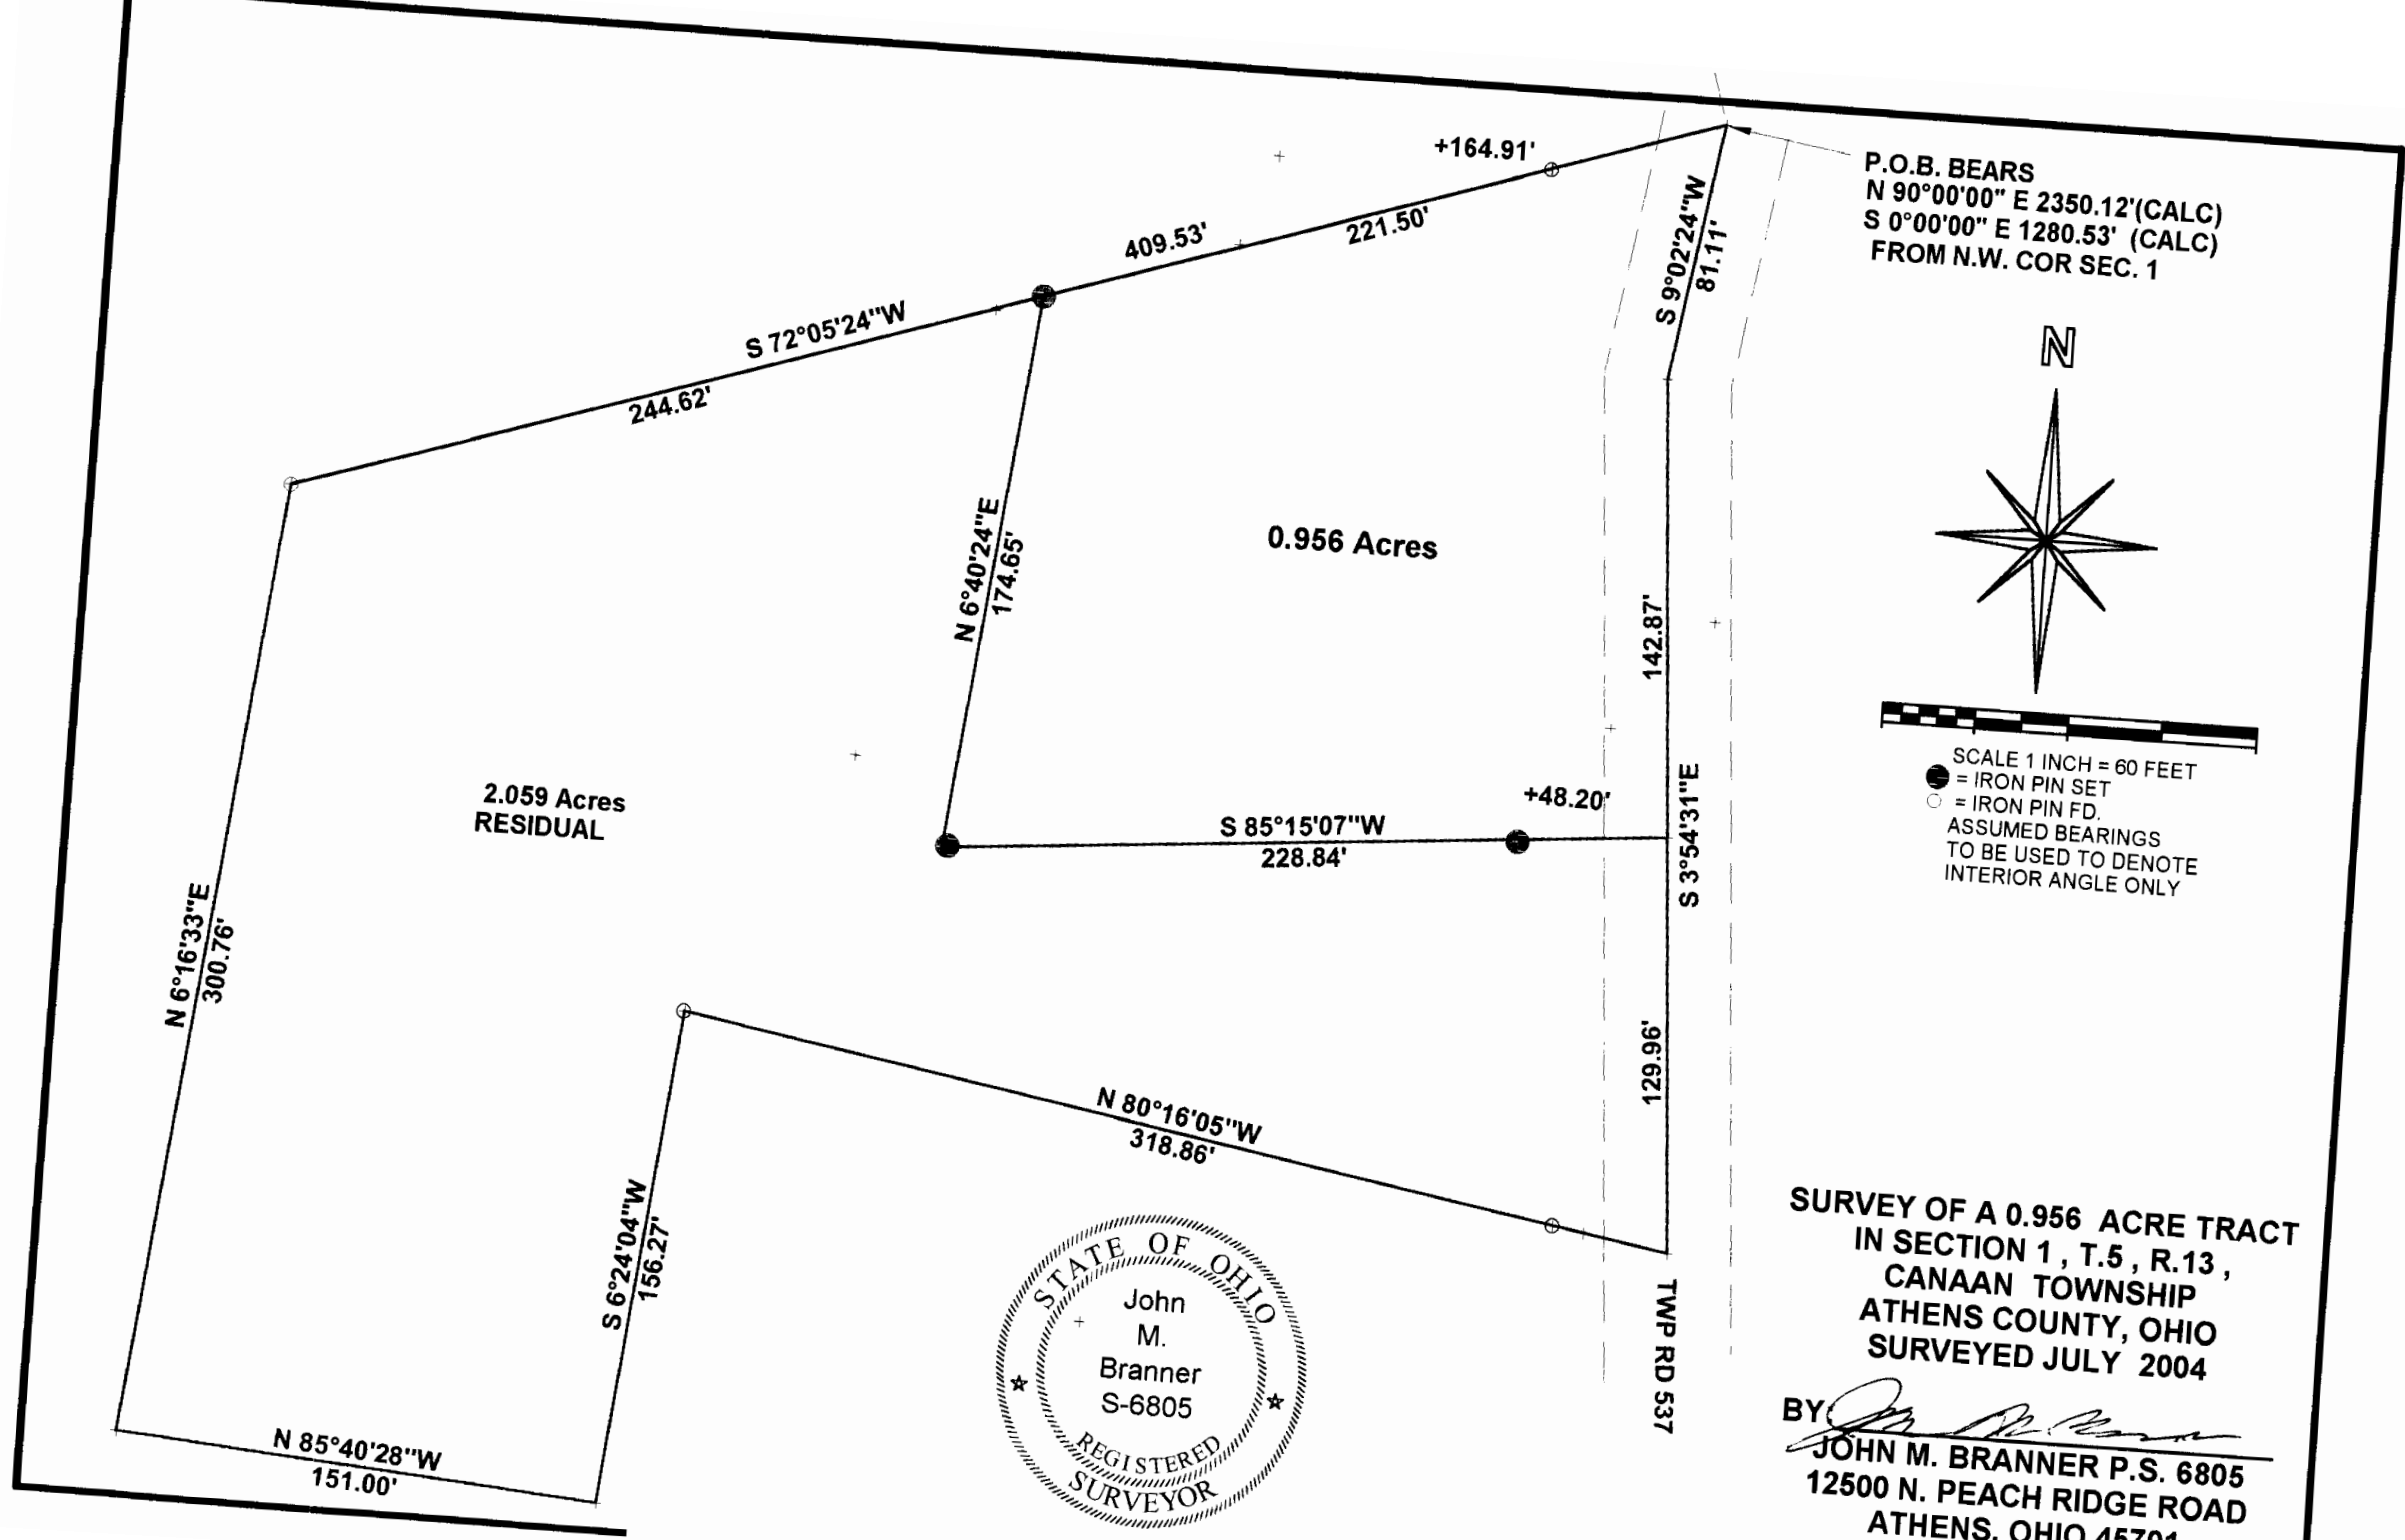 +164.91'
P.O.B. BEARS
N 90°00'00" E 2350.12'(CALC)
S 0°00'00" E 1280.53' (CALC)
FROM N.W. COR SEC. 1
409.53'
221.50'
S 9°02'24"W
81.11'
S 72°05'24"W
244.62'
N
N 6°40'24"E
174.65'
0.956 Acres
142.87'
SCALE 1 INCH = 60 FEET
= IRON PIN SET
= IRON PIN FD.
ASSUMED BEARINGS
TO BE USED TO DENOTE
INTERIOR ANGLE ONLY
2.059 Acres
RESIDUAL
+48.20'
S 85°15'07"W
228.84'
S 3°54'31"E
N 6°16'33"E
300.76'
129.96'
N 80°16'05"W
318.86'
S 6°24'04"W
156.27'
N 85°40'28"W
151.00'
STATE OF OHIO
John
M.
Branner
S-6805
REGISTERED
SURVEYOR
TWP RD 537
SURVEY OF A 0.956 ACRE TRACT
IN SECTION 1 , T.5 , R.13 ,
CANAAN TOWNSHIP
ATHENS COUNTY, OHIO
SURVEYED JULY 2004
BY:
JOHN M. BRANNER P.S. 6805
12500 N. PEACH RIDGE ROAD
ATHENS, OHIO 45701